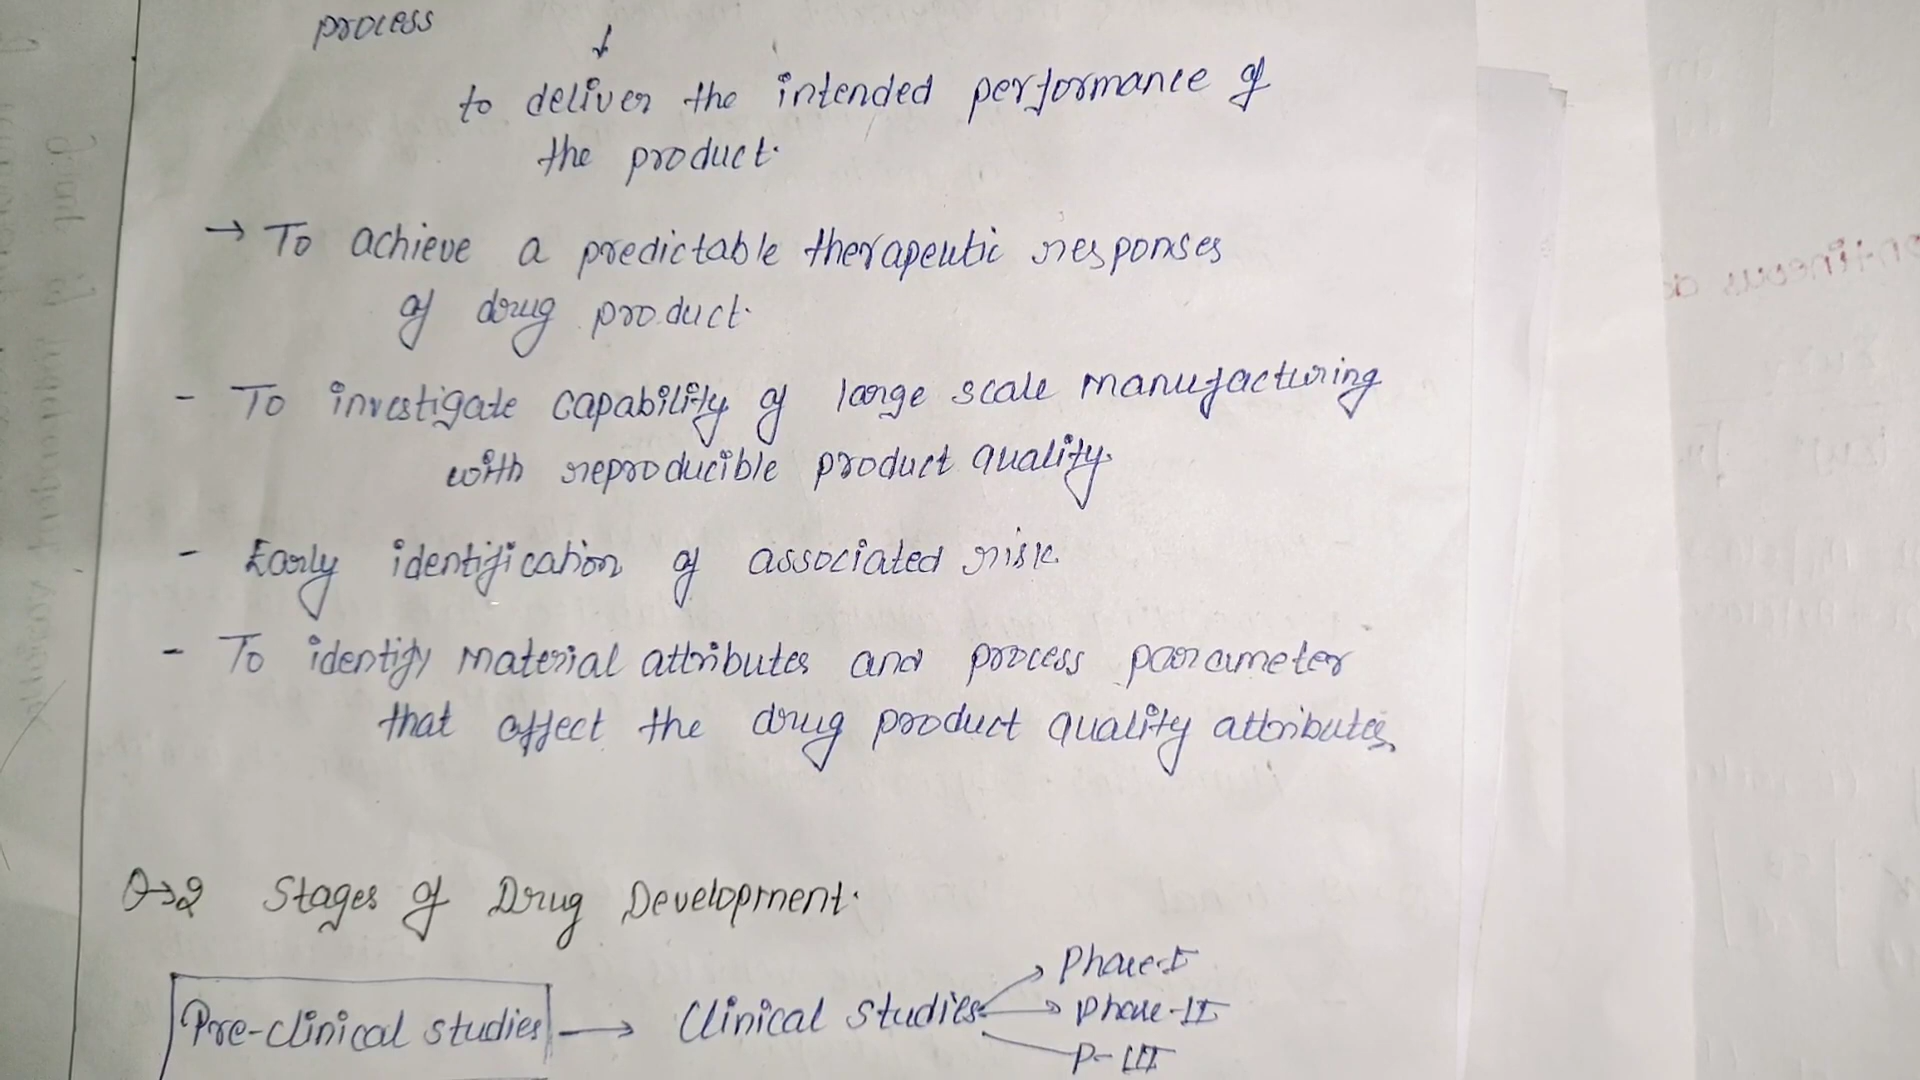 process
↓
to deliver the intended performance of
the product.
→ To achieve a predictable therapeutic responses
of drug product.
- To investigate capability of large scale manufacturing
with reproducible product quality.
- Early identification of associated risk.
- To identify material attributes and process parameter
that affect the drug product quality attributes.
Q→2 Stages of Drug Development.
Pre-clinical studies → Clinical studies → Phase-I
→ Phase-II
P-III